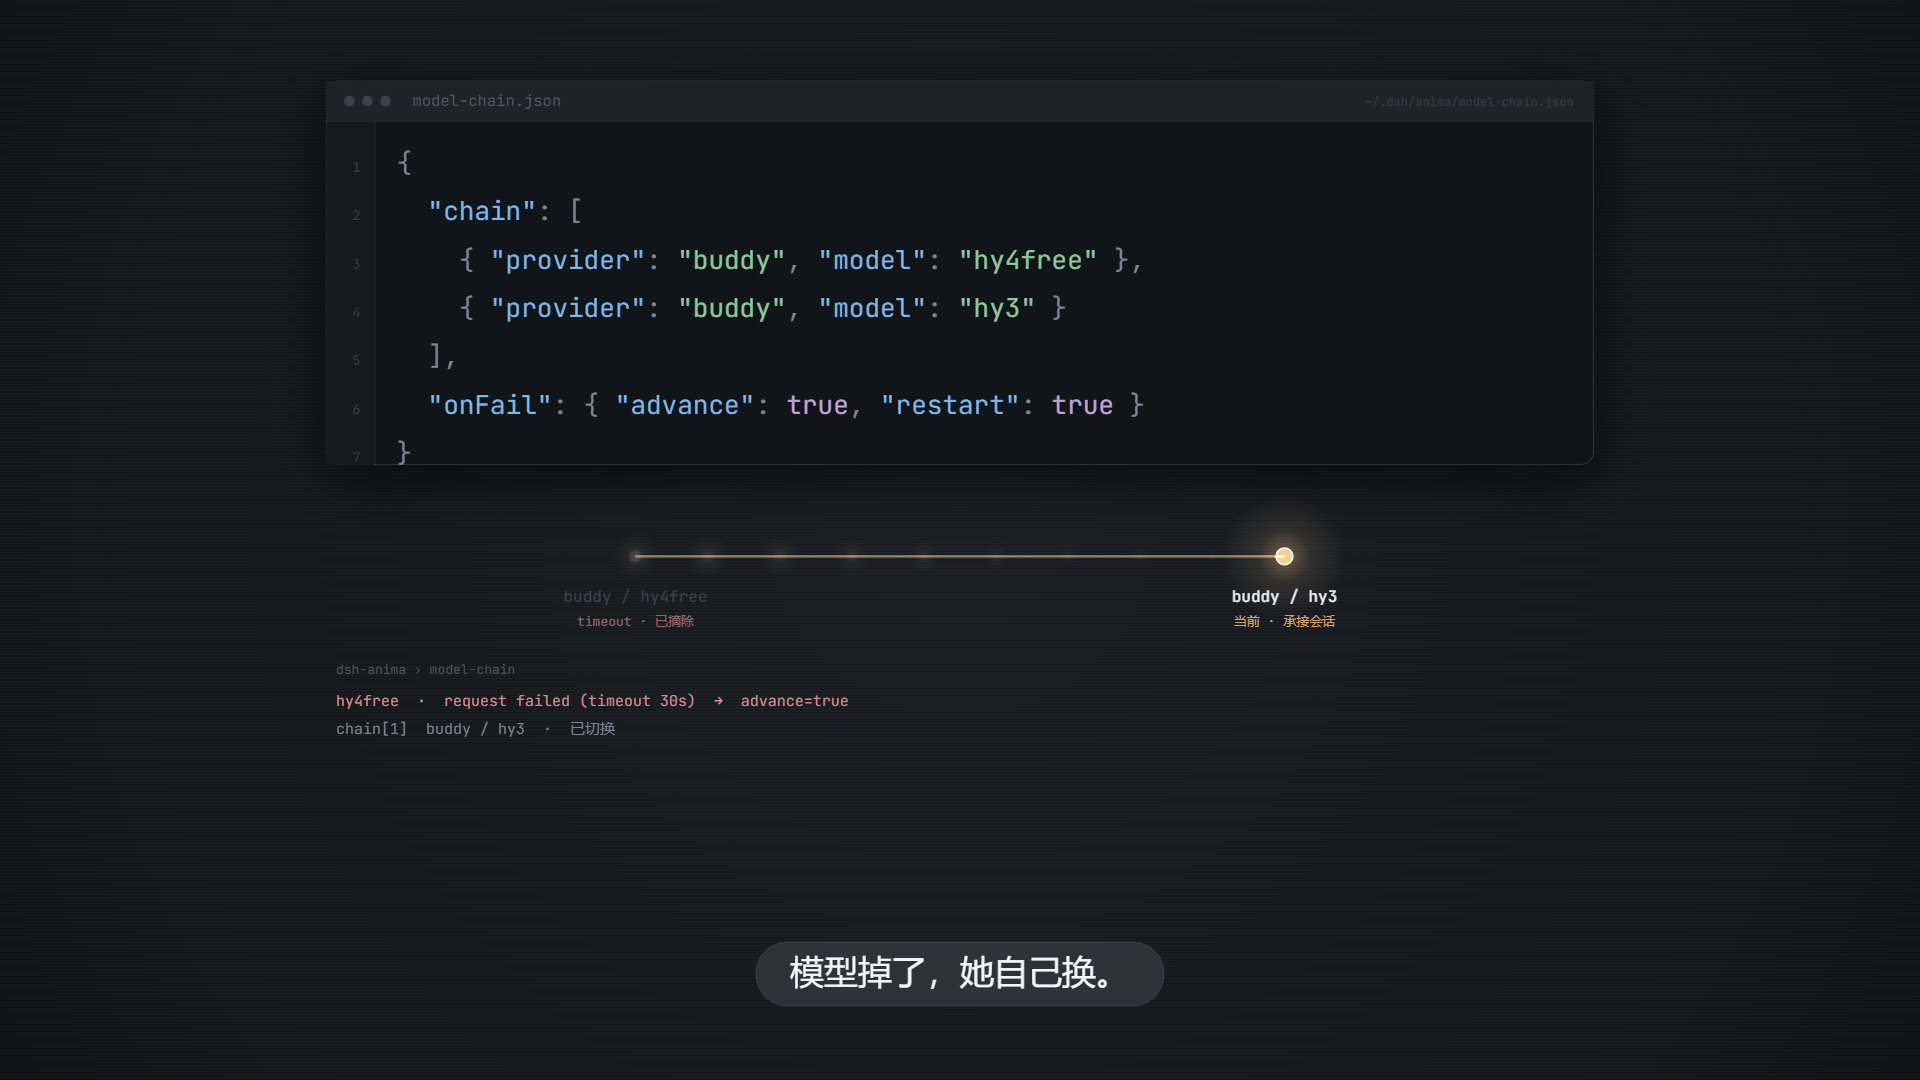 model-chain.json
~/.dsh/anima/model-chain.json
1 {
2 "chain": [
3 { "provider": "buddy", "model": "hy4free" },
4 { "provider": "buddy", "model": "hy3" }
5 ],
6 "onFail": { "advance": true, "restart": true }
7 }
buddy / hy4free
timeout · 已摘除
buddy / hy3
当前 · 承接会话
dsh-anima › model-chain
hy4free · request failed (timeout 30s) → advance=true
chain[1] buddy / hy3 · 已切换
模型掉了，她自己换。